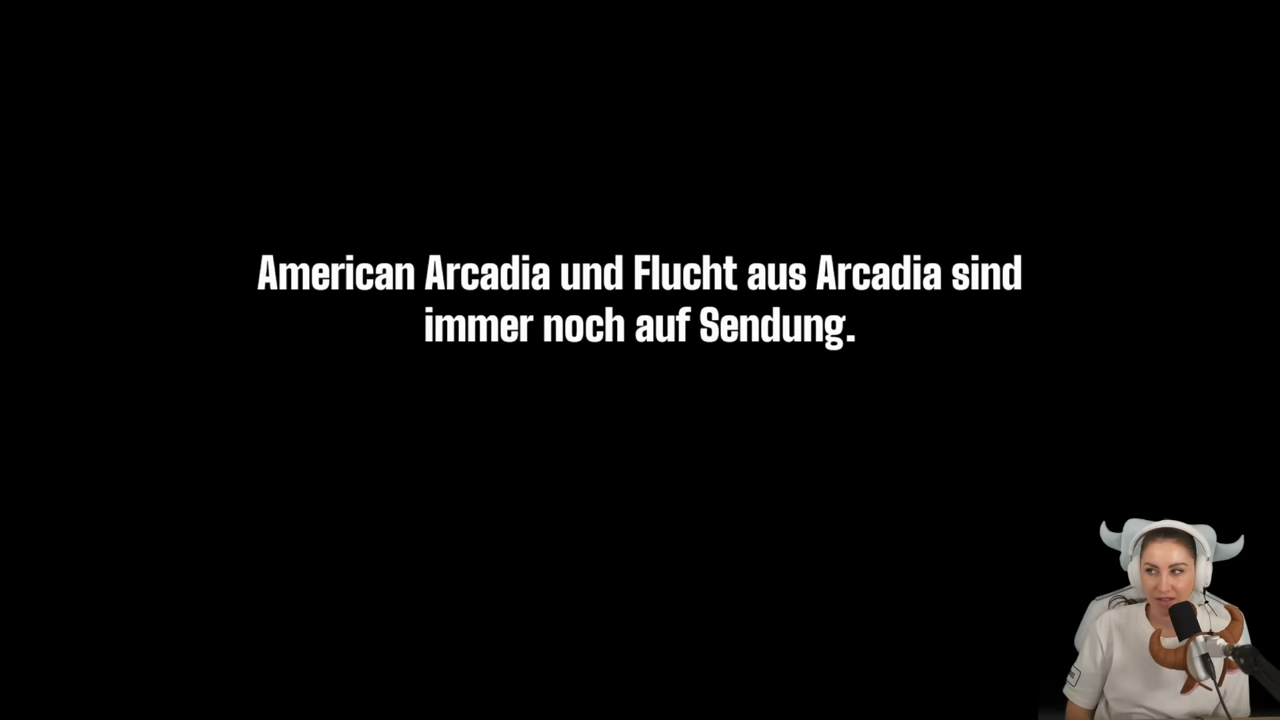 American Arcadia und Flucht aus Arcadia sind
immer noch auf Sendung.